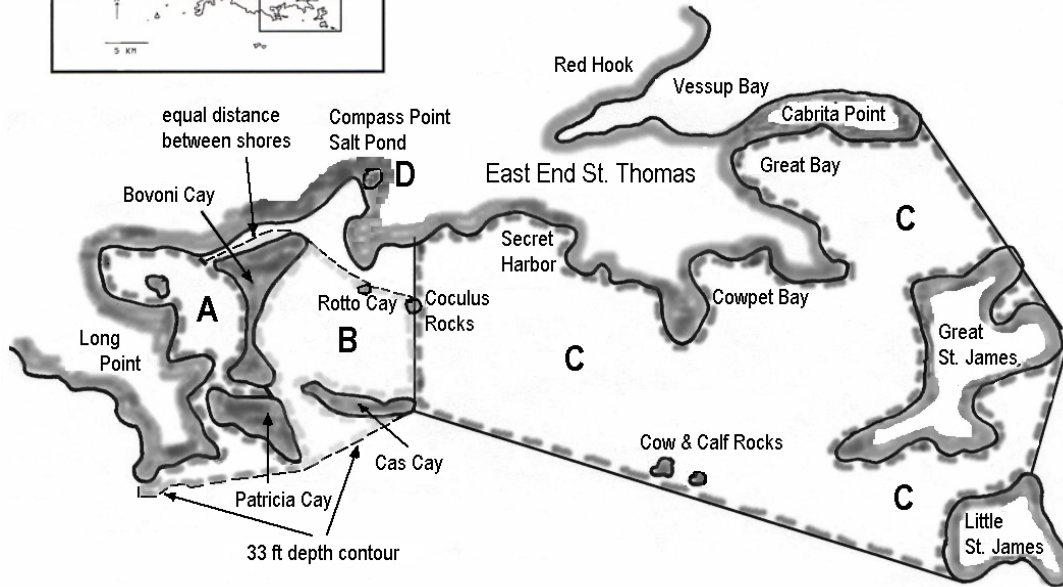 5 KM
Red Hook
Vessup Bay
Cabrita Point
equal distance
between shores
Compass Point
Salt Pond
D
East End St. Thomas
Great Bay
Bovoni Cay
C
Secret
Harbor
A
Rotto Cay
Coculus
Rocks
Cowpet Bay
B
Long
Point
C
Great
St. James
Cas Cay
Cow & Calf Rocks
Patricia Cay
C
Little
St. James
33 ft depth contour